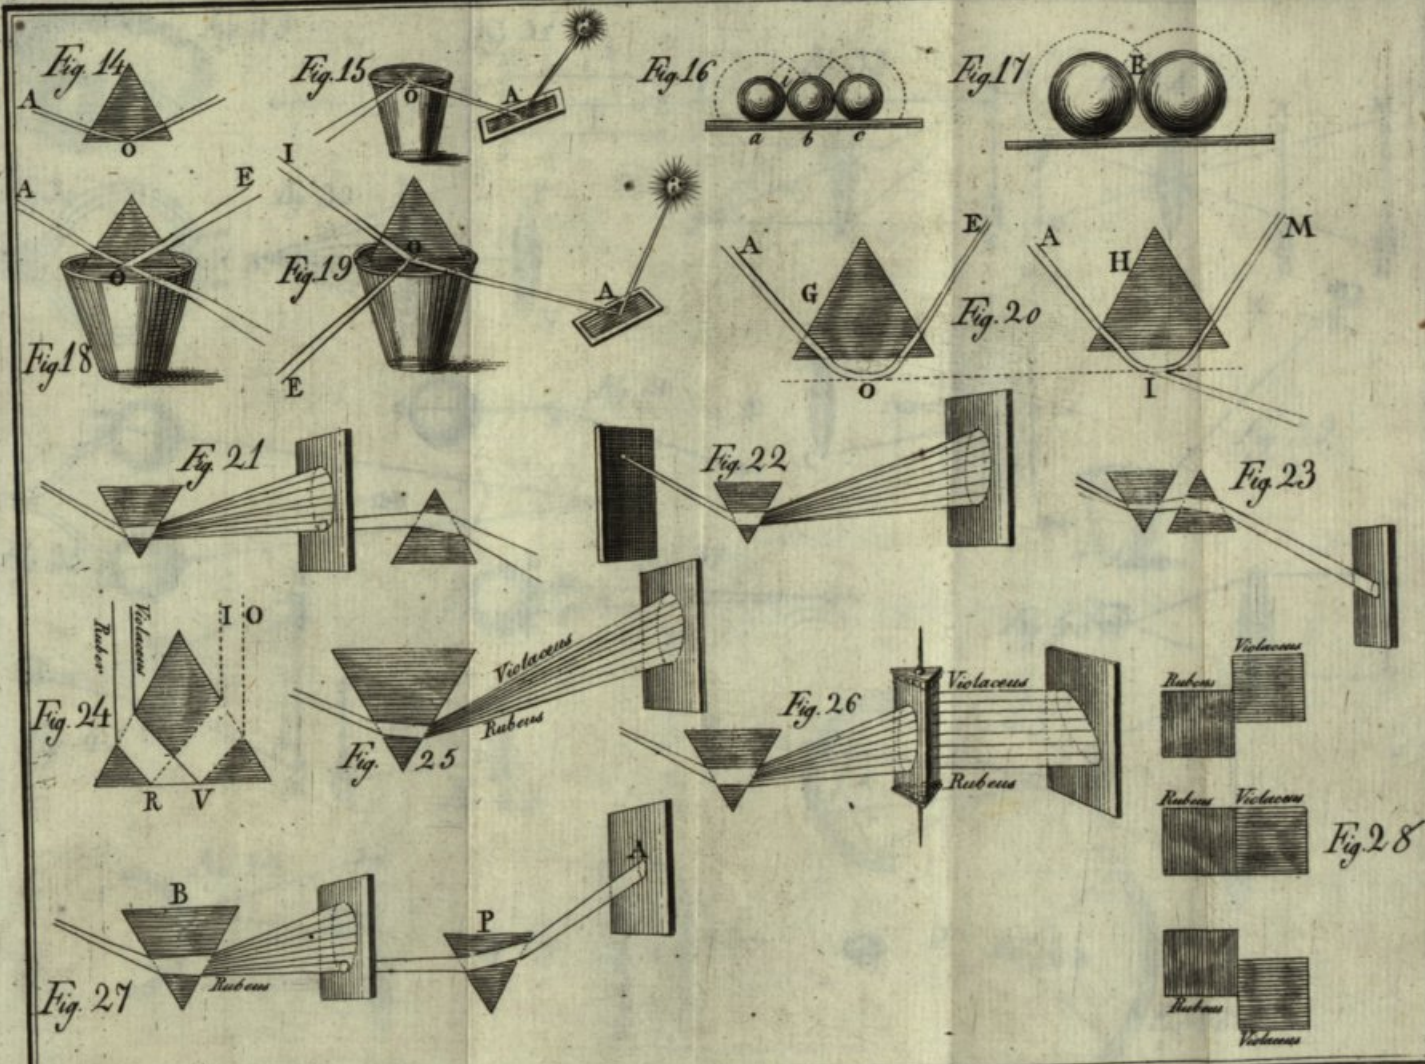 Fig. 14
A
O
Fig. 15
O
A
Fig. 16
i
a b c
Fig. 17
E
A
E
O
Fig. 18
I
O
Fig. 19
A
E
A
E
G
O
Fig. 20
A
M
H
I
Fig. 21
Fig. 22
Fig. 23
Ruber
Violaceus
I O
Fig. 24
R V
Violaceus
Rubeus
Fig. 25
Fig. 26
Violaceus
Rubeus
Violaceus
Rubeus
Rubeus Violaceus
Fig. 28
Rubeus
Violaceus
B
Rubeus
P
A
Fig. 27